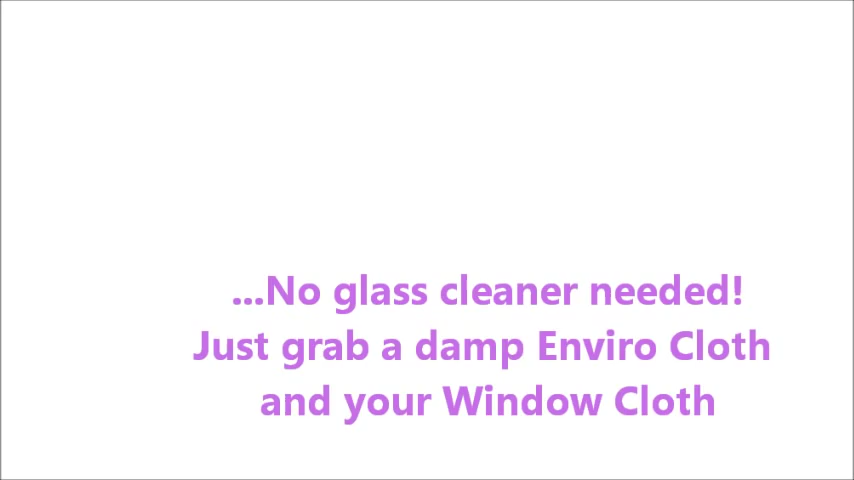 ...No glass cleaner needed!
Just grab a damp Enviro Cloth
and your Window Cloth